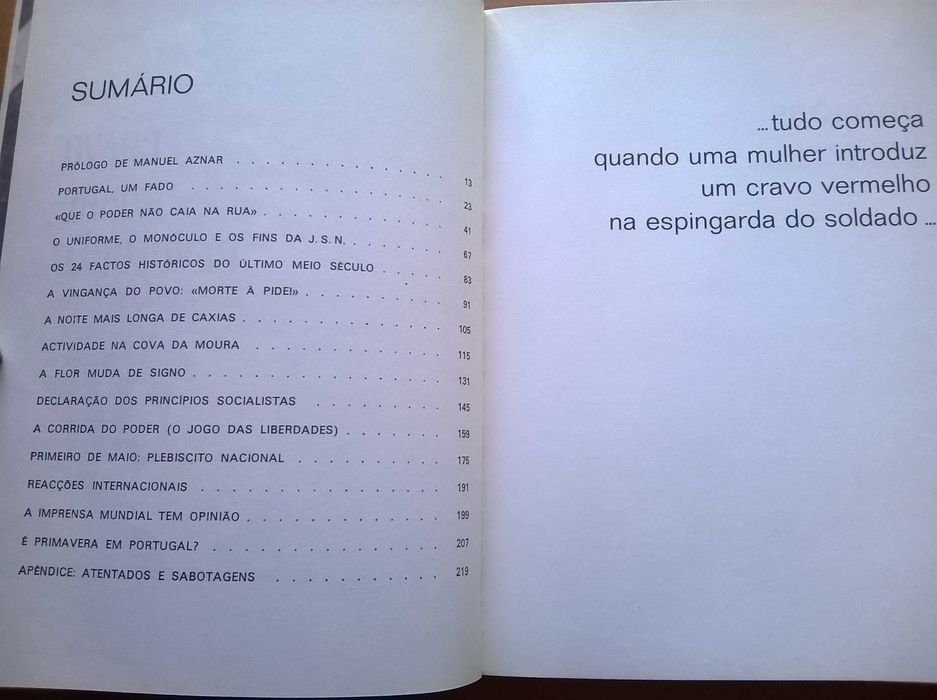 SUMÁRIO
PRÓLOGO DE MANUEL AZNAR . . . . . . . . . . . . . . 13
PORTUGAL, UM FADO . . . . . . . . . . . . . . . . . 23
«QUE O PODER NÃO CAIA NA RUA» . . . . . . . . . . . . 41
O UNIFORME, O MONÓCULO E OS FINS DA J. S. N. . . . . . . . 67
OS 24 FACTOS HISTÓRICOS DO ÚLTIMO MEIO SÉCULO . . . . . 83
A VINGANÇA DO POVO: «MORTE À PIDE!» . . . . . . . . . . 91
A NOITE MAIS LONGA DE CAXIAS . . . . . . . . . . . . . 105
ACTIVIDADE NA COVA DA MOURA . . . . . . . . . . . . . 115
A FLOR MUDA DE SIGNO . . . . . . . . . . . . . . . . 131
DECLARAÇÃO DOS PRINCÍPIOS SOCIALISTAS . . . . . . . . 145
A CORRIDA DO PODER (O JOGO DAS LIBERDADES) . . . . . . . 159
PRIMEIRO DE MAIO: PLEBISCITO NACIONAL . . . . . . . . . 175
REACÇÕES INTERNACIONAIS . . . . . . . . . . . . . . . 191
A IMPRENSA MUNDIAL TEM OPINIÃO . . . . . . . . . . . . 199
É PRIMAVERA EM PORTUGAL? . . . . . . . . . . . . . . 207
APÊNDICE: ATENTADOS E SABOTAGENS . . . . . . . . . . . 219
...tudo começa
quando uma mulher introduz
um cravo vermelho
na espingarda do soldado ...